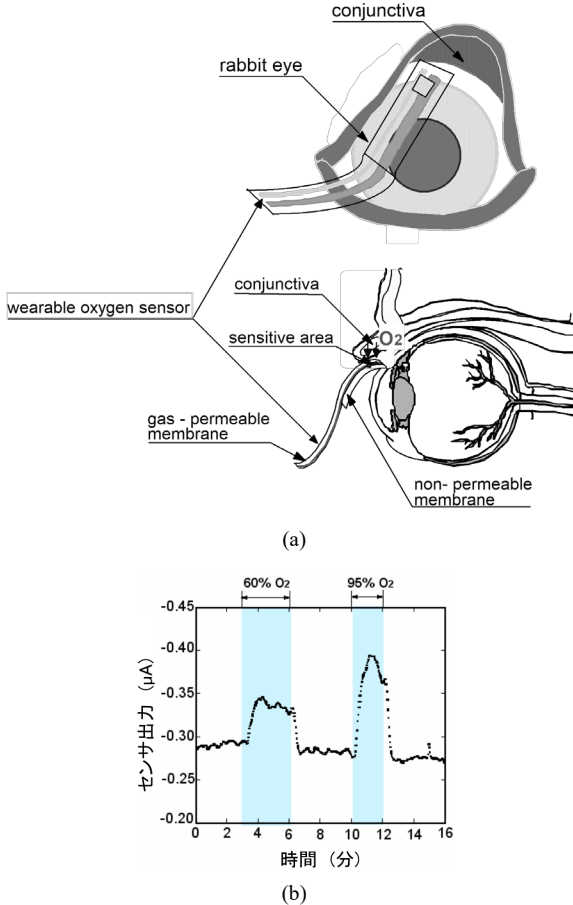 conjunctiva
rabbit eye
wearable oxygen sensor
conjunctiva
O2
sensitive area
gas - permeable
membrane
non- permeable
membrane
(a)
60% O2
95% O2
-0.45
-0.40
-0.35
-0.30
-0.25
-0.20
センサ出力 (μA)
0 2 4 6 8 10 12 14 16
時間 (分)
(b)